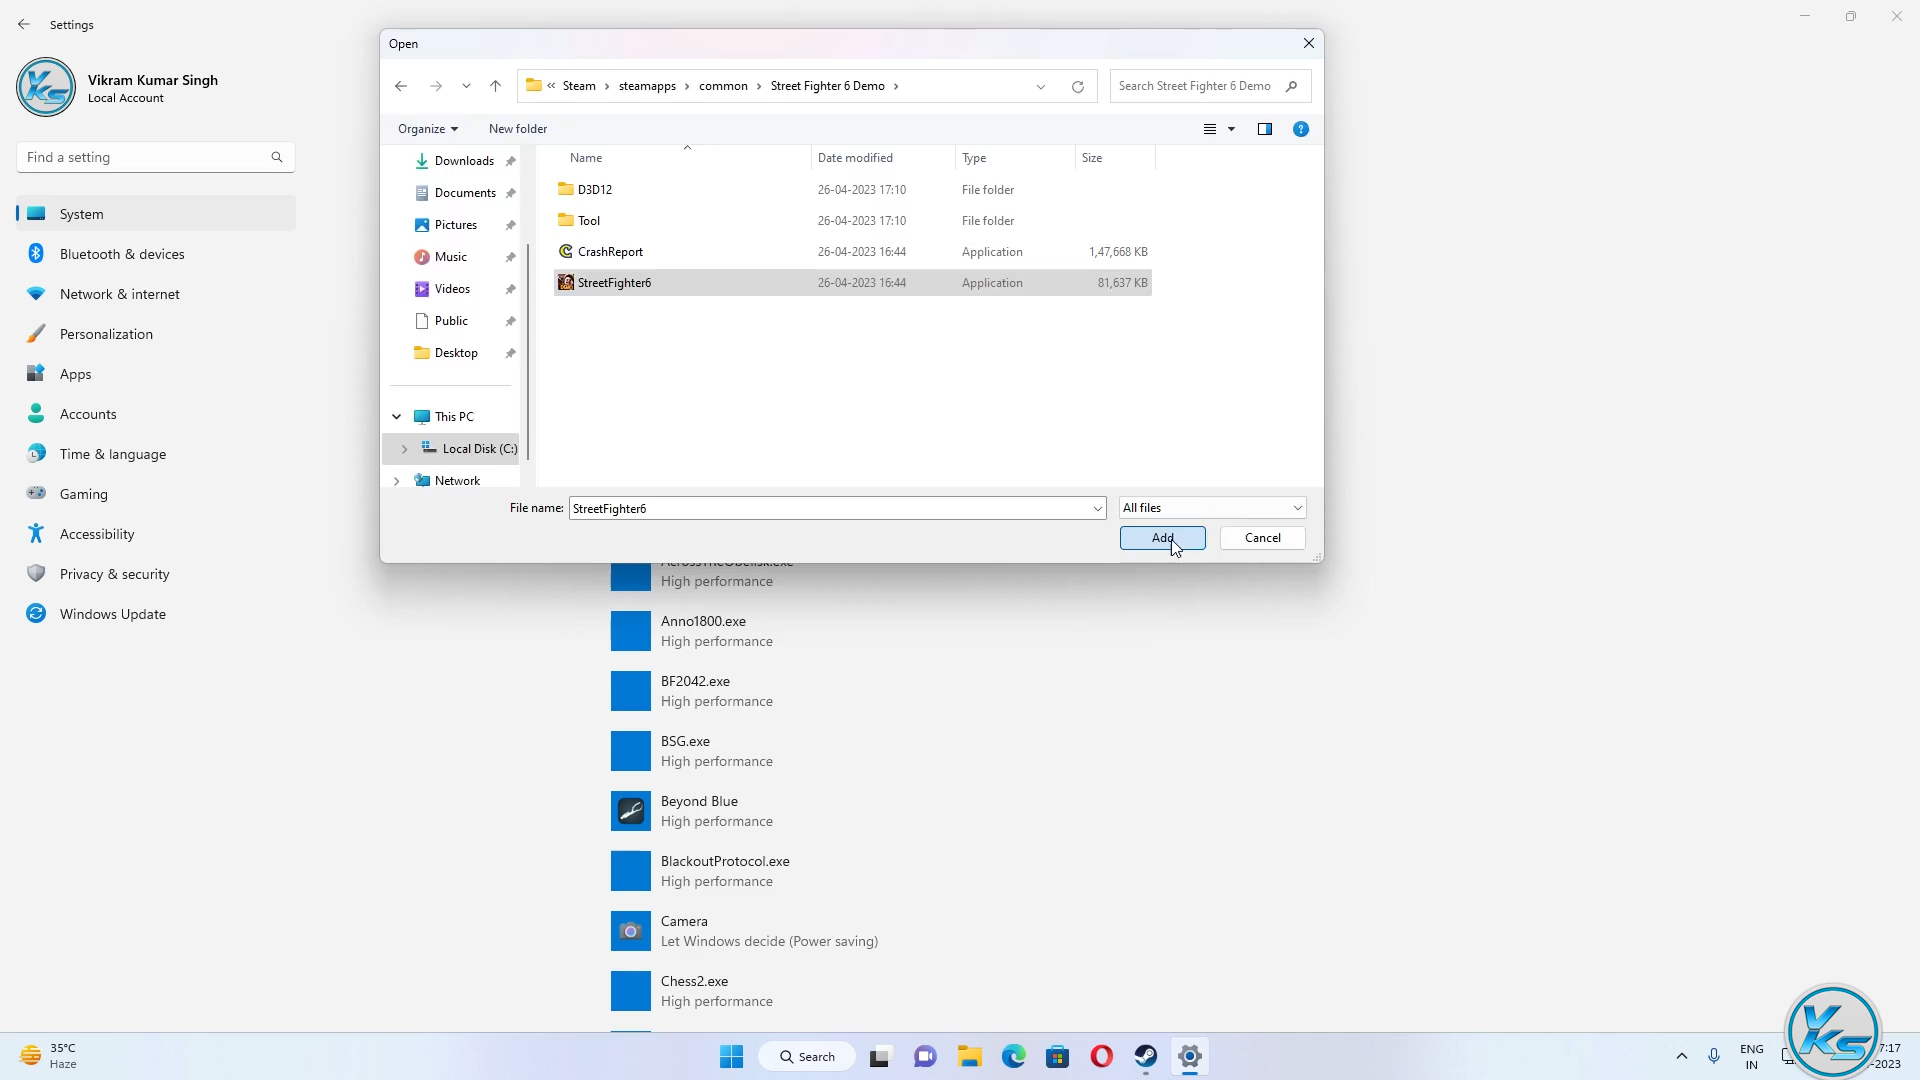 Settings
Vikram Kumar Singh
Local Account
Find a setting
System
Bluetooth & devices
Network & internet
Personalization
Apps
Accounts
Time & language
Gaming
Accessibility
Privacy & security
Windows Update
Open
« Steam > steamapps > common > Street Fighter 6 Demo >
Search Street Fighter 6 Demo
Organize
New folder
Downloads
Documents
Pictures
Music
Videos
Public
Desktop
This PC
Local Disk (C:)
Network
Name Date modified Type Size
D3D12 26-04-2023 17:10 File folder
Tool 26-04-2023 17:10 File folder
CrashReport 26-04-2023 16:44 Application 1,47,668 KB
StreetFighter6 26-04-2023 16:44 Application 81,637 KB
File name: StreetFighter6
All files
Add
Cancel
High performance
Anno1800.exe
High performance
BF2042.exe
High performance
BSG.exe
High performance
Beyond Blue
High performance
BlackoutProtocol.exe
High performance
Camera
Let Windows decide (Power saving)
Chess2.exe
High performance
35°C
Haze
Search
ENG
IN
7:17
-2023
VKS